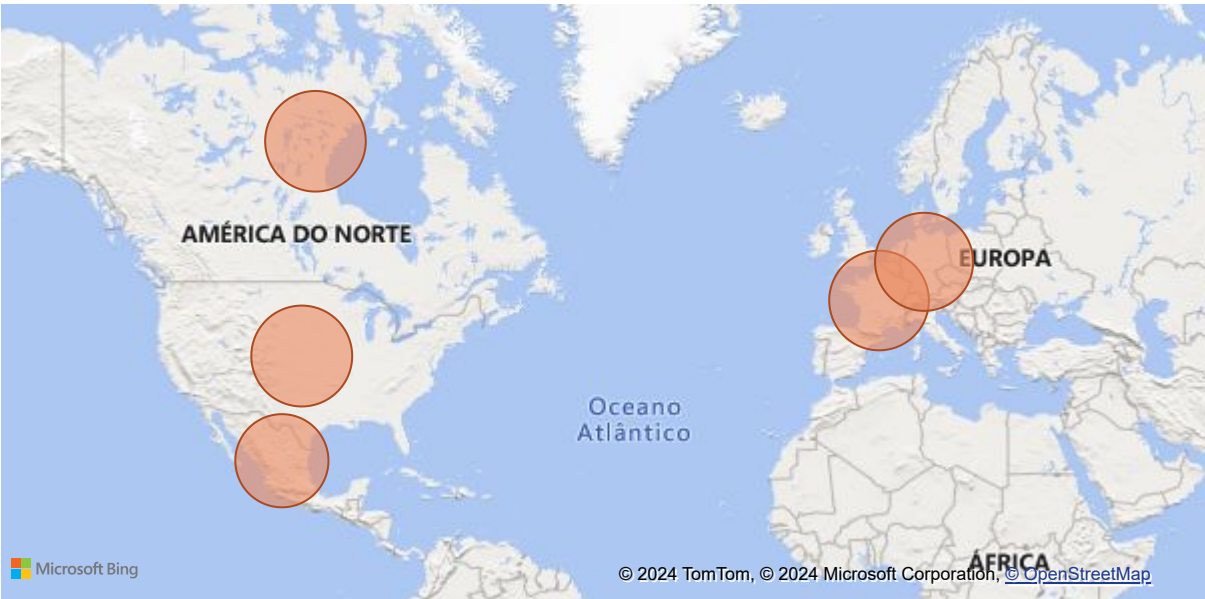 AMÉRICA DO NORTE
EUROPA
Oceano
Atlântico
ÁFRICA
Microsoft Bing
© 2024 TomTom, © 2024 Microsoft Corporation, © OpenStreetMap